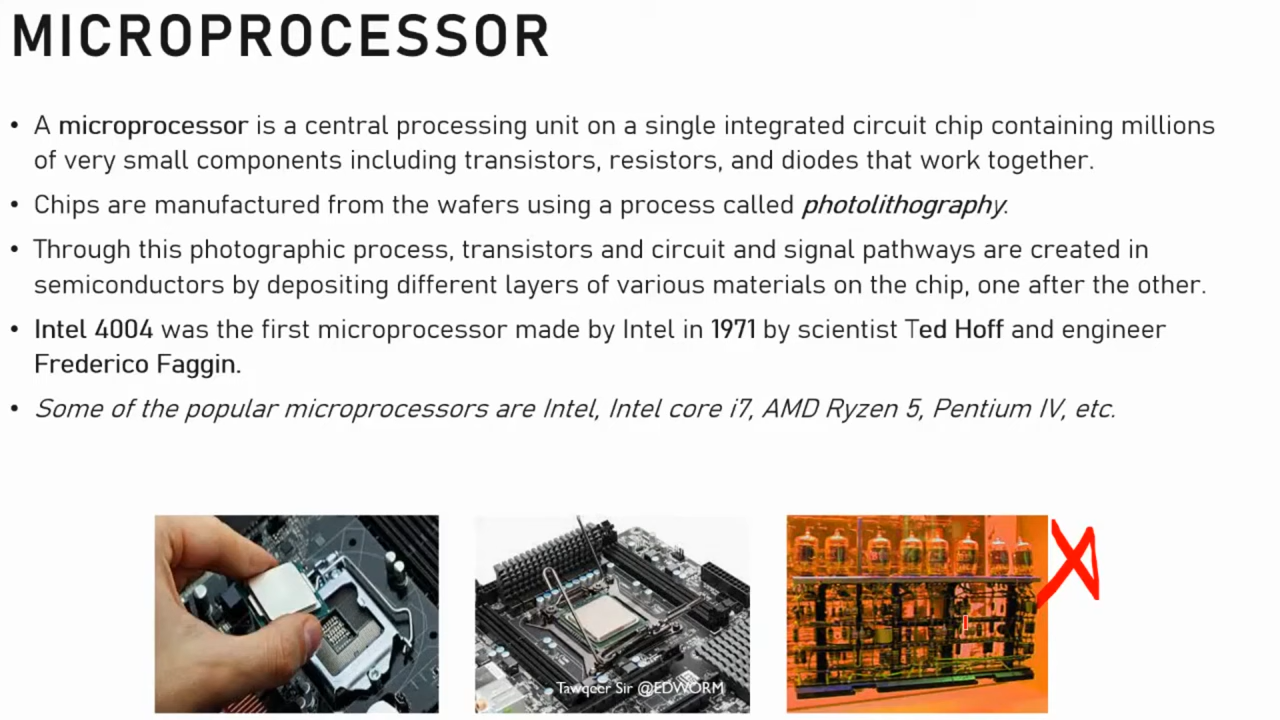 MICROPROCESSOR
• A microprocessor is a central processing unit on a single integrated circuit chip containing millions
of very small components including transistors, resistors, and diodes that work together.
• Chips are manufactured from the wafers using a process called photolithography.
• Through this photographic process, transistors and circuit and signal pathways are created in
semiconductors by depositing different layers of various materials on the chip, one after the other.
• Intel 4004 was the first microprocessor made by Intel in 1971 by scientist Ted Hoff and engineer
Frederico Faggin.
• Some of the popular microprocessors are Intel, Intel core i7, AMD Ryzen 5, Pentium IV, etc.
Tawqeer Sir @EDWORM